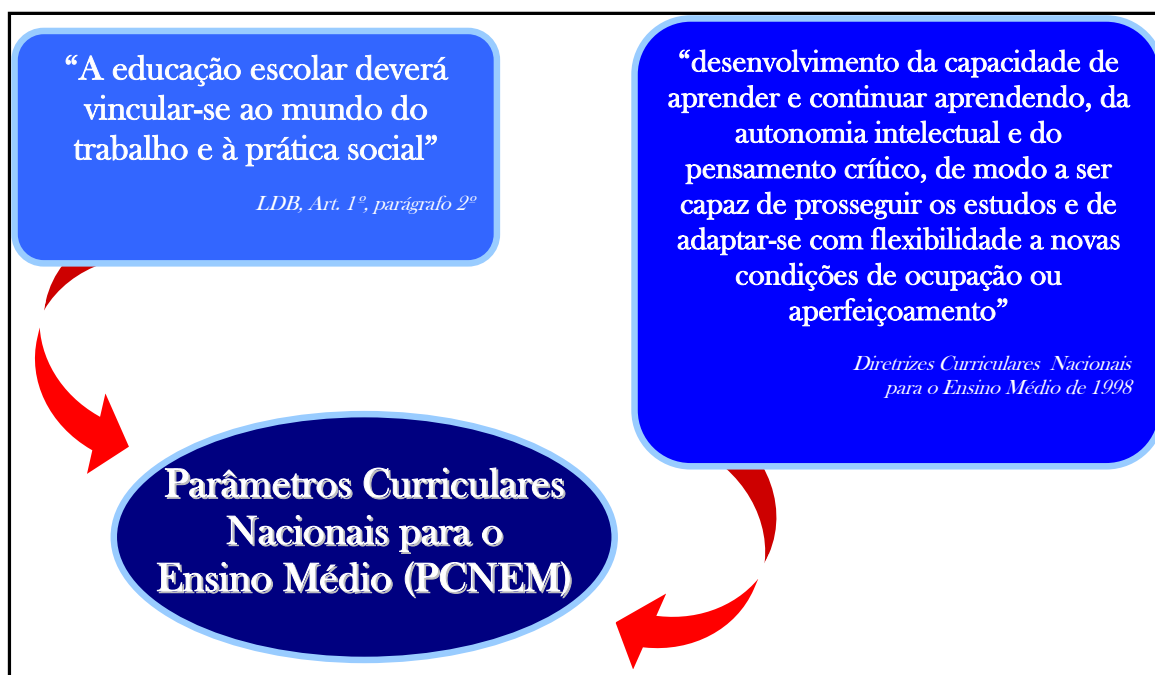 “A educação escolar deverá
vincular-se ao mundo do
trabalho e à prática social”
LDB, Art. 1º, parágrafo 2º
“desenvolvimento da capacidade de
aprender e continuar aprendendo, da
autonomia intelectual e do
pensamento crítico, de modo a ser
capaz de prosseguir os estudos e de
adaptar-se com flexibilidade a novas
condições de ocupação ou
aperfeiçoamento”
Diretrizes Curriculares Nacionais
para o Ensino Médio de 1998
Parâmetros Curriculares
Nacionais para o
Ensino Médio (PCNEM)